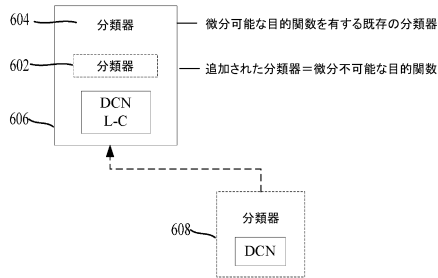 604
分類器
微分可能な目的関数を有する既存の分類器
602
分類器
追加された分類器＝微分不可能な目的関数
DCN
L-C
606
分類器
608
DCN